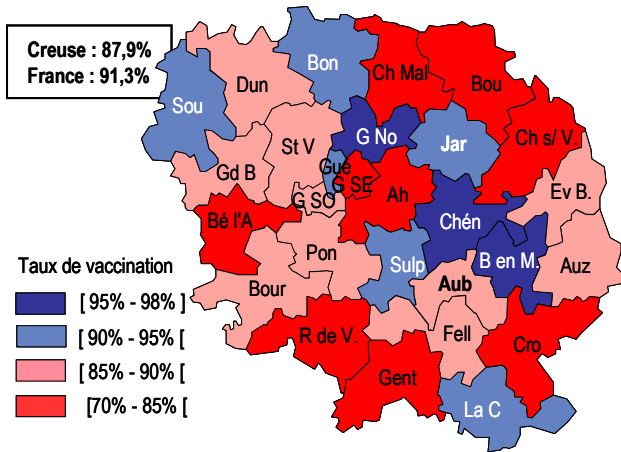 Creuse : 87,9%
France : 91,3%
Bon
Ch Mal
Dun
Bou
Sou
G No
Jar
Ch s/ V.
St V
Gue
Gd B
G SE
Ah
Ev B.
G SO
Bé l'A
Chén
Pon
Sulp
B en M.
Auz
Taux de vaccination
Aub
Bour
[ 95% - 98% ]
[ 90% - 95% [
R de V.
Fell
Cro
[ 85% - 90% [
Gent
[70% - 85% [
La C